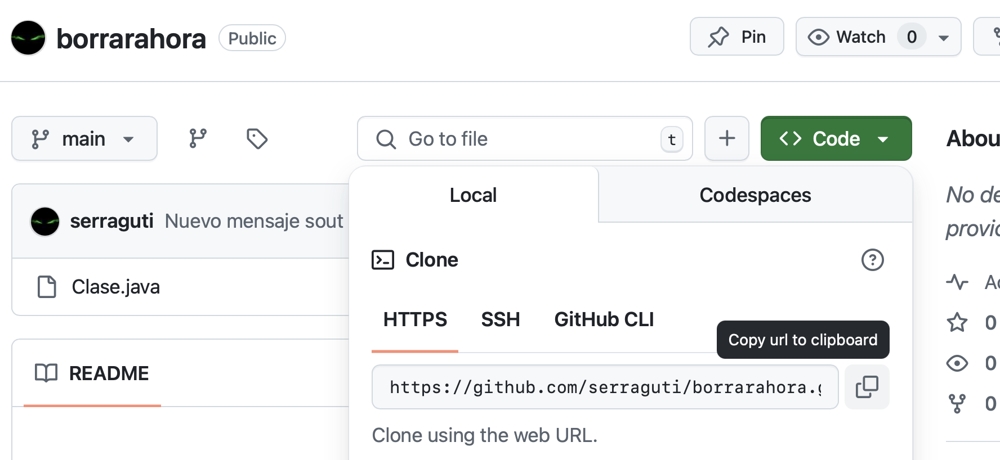 borrarahora Public Pin Watch 0
main Go to file t Code
Local Codespaces
serraguti Nuevo mensaje sout
Clone
Clase.java
HTTPS SSH GitHub CLI
Copy url to clipboard
README
https://github.com/serraguti/borrarahora.g
Clone using the web URL.
Abou
No de
provid
Ac
0
0
0